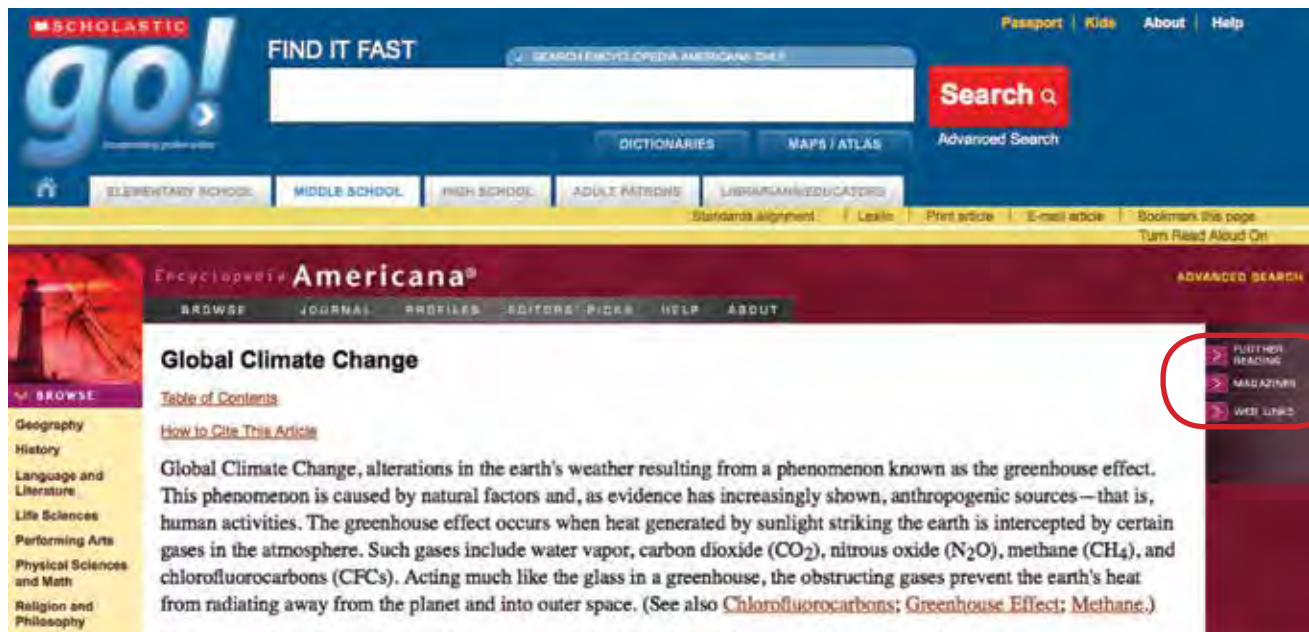 Passport | Kids About | Help
SCHOLASTIC
go!
FIND IT FAST
SEARCH ENCYCLOPEDIA AMERICANA ONLY
Search
DICTIONARIES MAPS / ATLAS Advanced Search
ELEMENTARY SCHOOL MIDDLE SCHOOL HIGH SCHOOL ADULT PATRONS LIBRARIANS/EDUCATORS
Standards alignment | Lexile | Print article | E-mail article | Bookmark this page
Turn Read Aloud On
Encyclopedia Americana®
ADVANCED SEARCH
BROWSE JOURNAL PROFILES EDITORS' PICKS HELP ABOUT
BROWSE
Geography
History
Language and
Literature
Life Sciences
Performing Arts
Physical Sciences
and Math
Religion and
Philosophy
Global Climate Change
Table of Contents
How to Cite This Article
Global Climate Change, alterations in the earth's weather resulting from a phenomenon known as the greenhouse effect.
This phenomenon is caused by natural factors and, as evidence has increasingly shown, anthropogenic sources—that is,
human activities. The greenhouse effect occurs when heat generated by sunlight striking the earth is intercepted by certain
gases in the atmosphere. Such gases include water vapor, carbon dioxide (CO2), nitrous oxide (N2O), methane (CH4), and
chlorofluorocarbons (CFCs). Acting much like the glass in a greenhouse, the obstructing gases prevent the earth's heat
from radiating away from the planet and into outer space. (See also Chlorofluorocarbons; Greenhouse Effect; Methane.)
FURTHER
READING
MAGAZINES
WEB LINKS